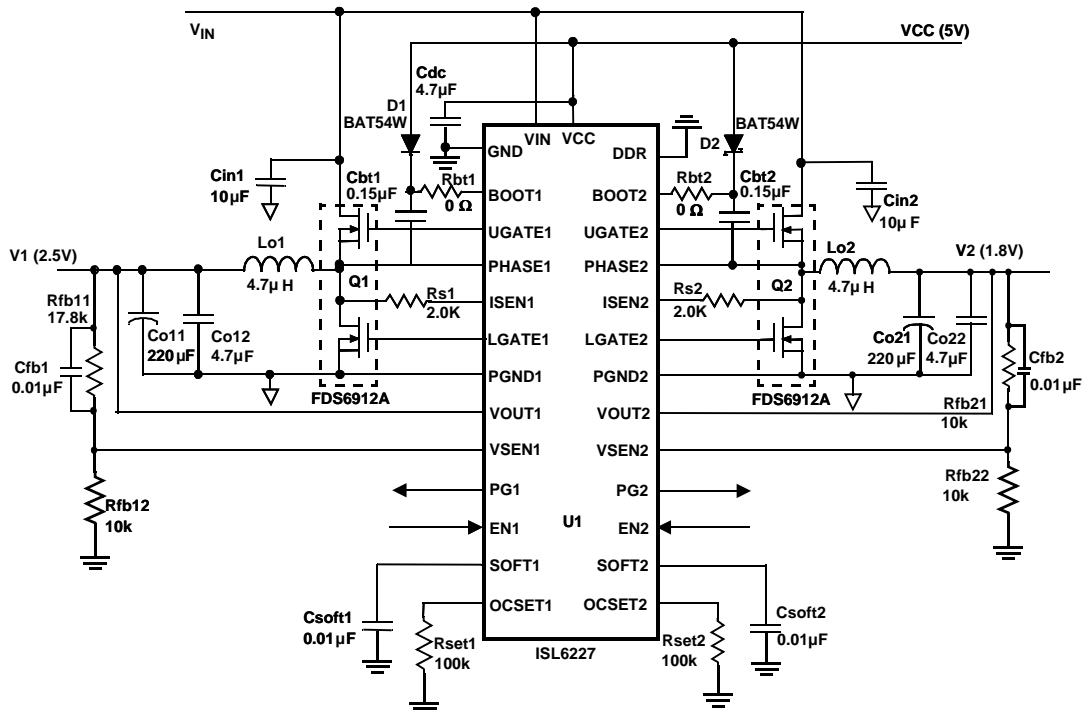 VIN
VCC (5V)
Cdc
4.7µF
D1
BAT54W
BAT54W
D2
VIN
VCC
GND
DDR
Cin1
10µF
Cbt1
0.15µF
Rbt1
0 Ω
BOOT1
BOOT2
Rbt2
0 Ω
Cbt2
0.15µF
Cin2
10µ F
UGATE1
UGATE2
V1 (2.5V)
Lo1
4.7µ H
PHASE1
PHASE2
Lo2
4.7µ H
V2 (1.8V)
Q1
Q2
Rs1
2.0K
ISEN1
ISEN2
Rs2
2.0K
Rfb11
17.8k
Co11
220µF
Co12
4.7µF
LGATE1
LGATE2
Co21
220µF
Co22
4.7µF
Cfb1
0.01µF
Cfb2
0.01µF
PGND1
PGND2
FDS6912A
FDS6912A
VOUT1
VOUT2
Rfb21
10k
VSEN1
VSEN2
Rfb12
10k
Rfb22
10k
PG1
PG2
EN1
U1
EN2
SOFT1
SOFT2
OCSET1
OCSET2
Csoft1
0.01µF
Rset1
100k
Rset2
100k
Csoft2
0.01µF
ISL6227